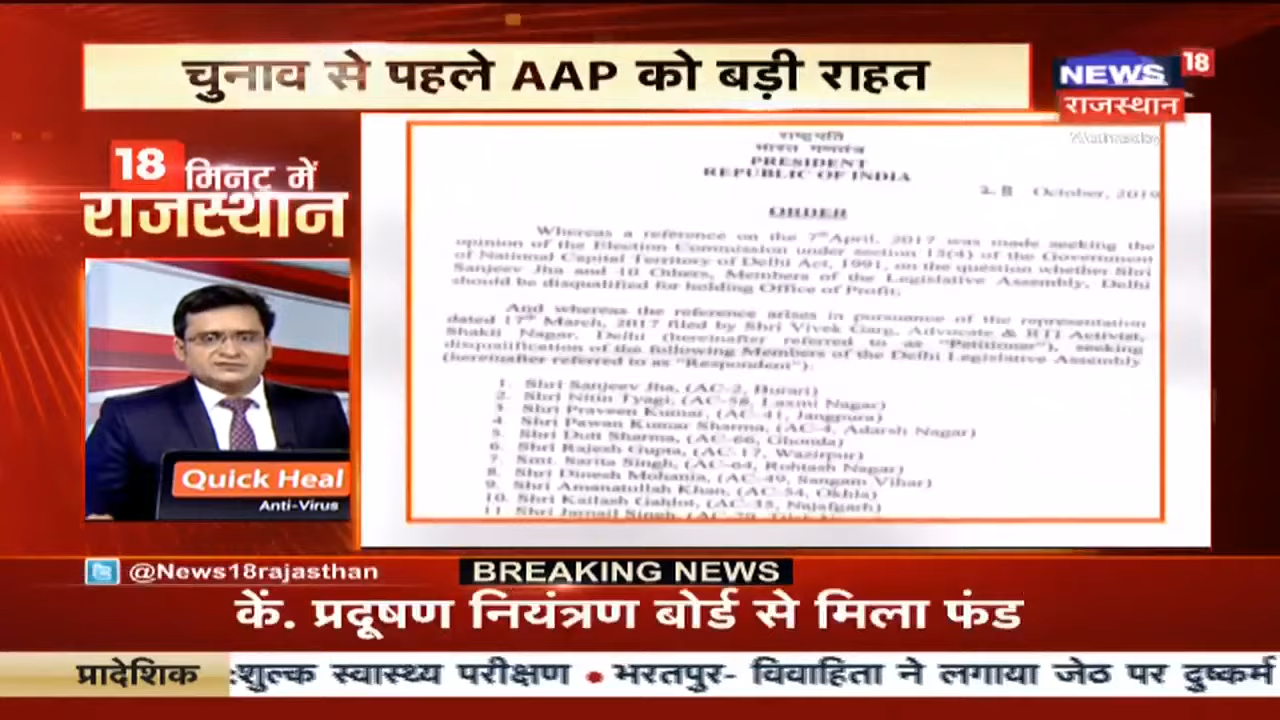 चुनाव से पहले AAP को बड़ी राहत
NEWS 18
राजस्थान
18 मिनट में
राजस्थान
राष्ट्रपति
भारत गणतंत्र
PRESIDENT
REPUBLIC OF INDIA
October, 2019
ORDER
Whereas a reference on the 7th April, 2017 was made seeking the
opinion of the Election Commission under section 15(4) of the Government
of National Capital Territory of Delhi Act, 1991, on the question whether Shri
Sanjeev Jha and 10 Others, Members of the Legislative Assembly, Delhi
should be disqualified for holding Office of Profit.
And whereas the reference arises in pursuance of the representation
dated 17th March, 2017 filed by Shri Vivek Garg, Advocate & RTI Activist,
Shakti Nagar, Delhi (hereinafter referred to as "Petitioner"), seeking
disqualification of the following Members of the Delhi Legislative Assembly
(hereinafter referred to as "Respondent"):
1. Shri Sanjeev Jha, (AC-2, Burari)
2. Shri Nitin Tyagi, (AC-58, Laxmi Nagar)
3. Shri Praveen Kumar, (AC-41, Jangpura)
4. Shri Pawan Kumar Sharma, (AC-4, Adarsh Nagar)
5. Shri Dutt Sharma, (AC-66, Ghonda)
6. Shri Rajesh Gupta, (AC-17, Wazirpur)
7. Smt. Sarita Singh, (AC-64, Rohtash Nagar)
8. Shri Dinesh Mohania, (AC-49, Sangam Vihar)
9. Shri Amanatullah Khan, (AC-54, Okhla)
10. Shri Kailash Gahlot, (AC-35, Najafgarh)
11. Shri Jarnail Singh,
Quick Heal
Anti-Virus
@News18rajasthan
BREAKING NEWS
कें. प्रदूषण नियंत्रण बोर्ड से मिला फंड
प्रादेशिक :शुल्क स्वास्थ्य परीक्षण • भरतपुर- विवाहिता ने लगाया जेठ पर दुष्कर्म